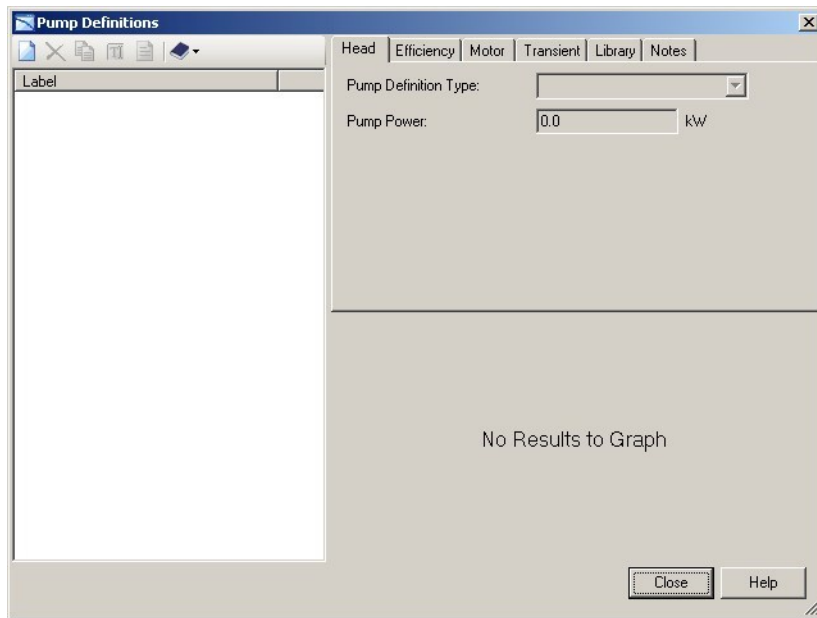 Pump Definitions
Head Efficiency Motor Transient Library Notes
Label
Pump Definition Type:
Pump Power: 0.0 kW
No Results to Graph
Close Help